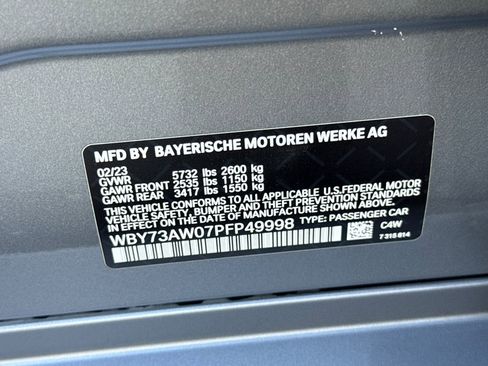 MFD BY BAYERISCHE MOTOREN WERKE AG
02/23
GVWR 5732 lbs 2600 kg
GAWR FRONT 2535 lbs 1150 kg
GAWR REAR 3417 lbs 1550 kg
THIS VEHICLE CONFORMS TO ALL APPLICABLE U.S. FEDERAL MOTOR
VEHICLE SAFETY, BUMPER AND THEFT PREVENTION STANDARDS
IN EFFECT ON THE DATE OF MANUFACTURE SHOWN ABOVE.
WBY73AW07PFP49998 TYPE: PASSENGER CAR
C4W
7 315 814